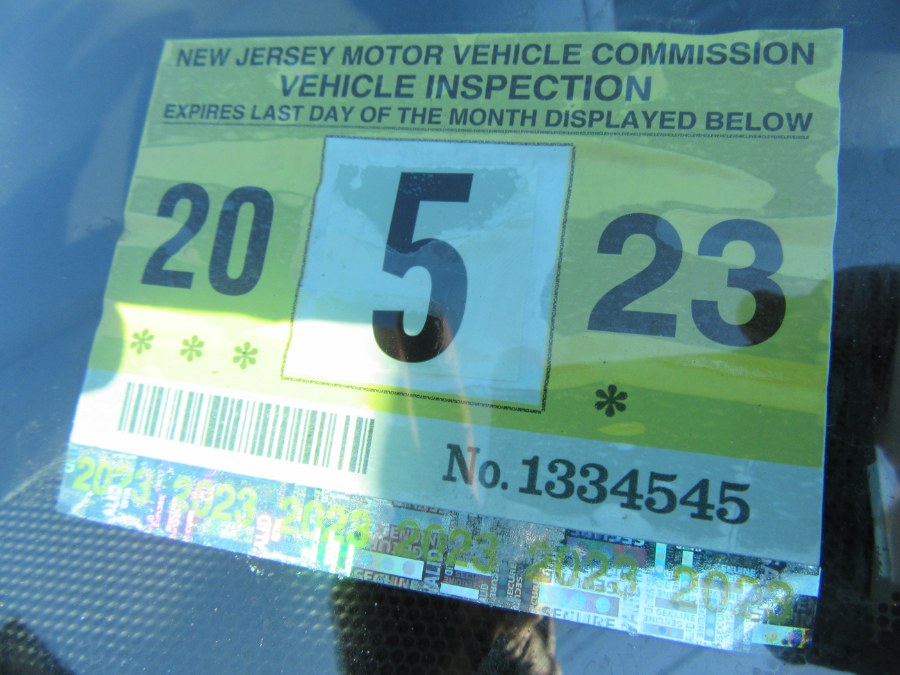 NEW JERSEY MOTOR VEHICLE COMMISSION
VEHICLE INSPECTION
EXPIRES LAST DAY OF THE MONTH DISPLAYED BELOW
20 5 23
* * * *
No. 1334545
2023 2023 2023 2023 2023 2023